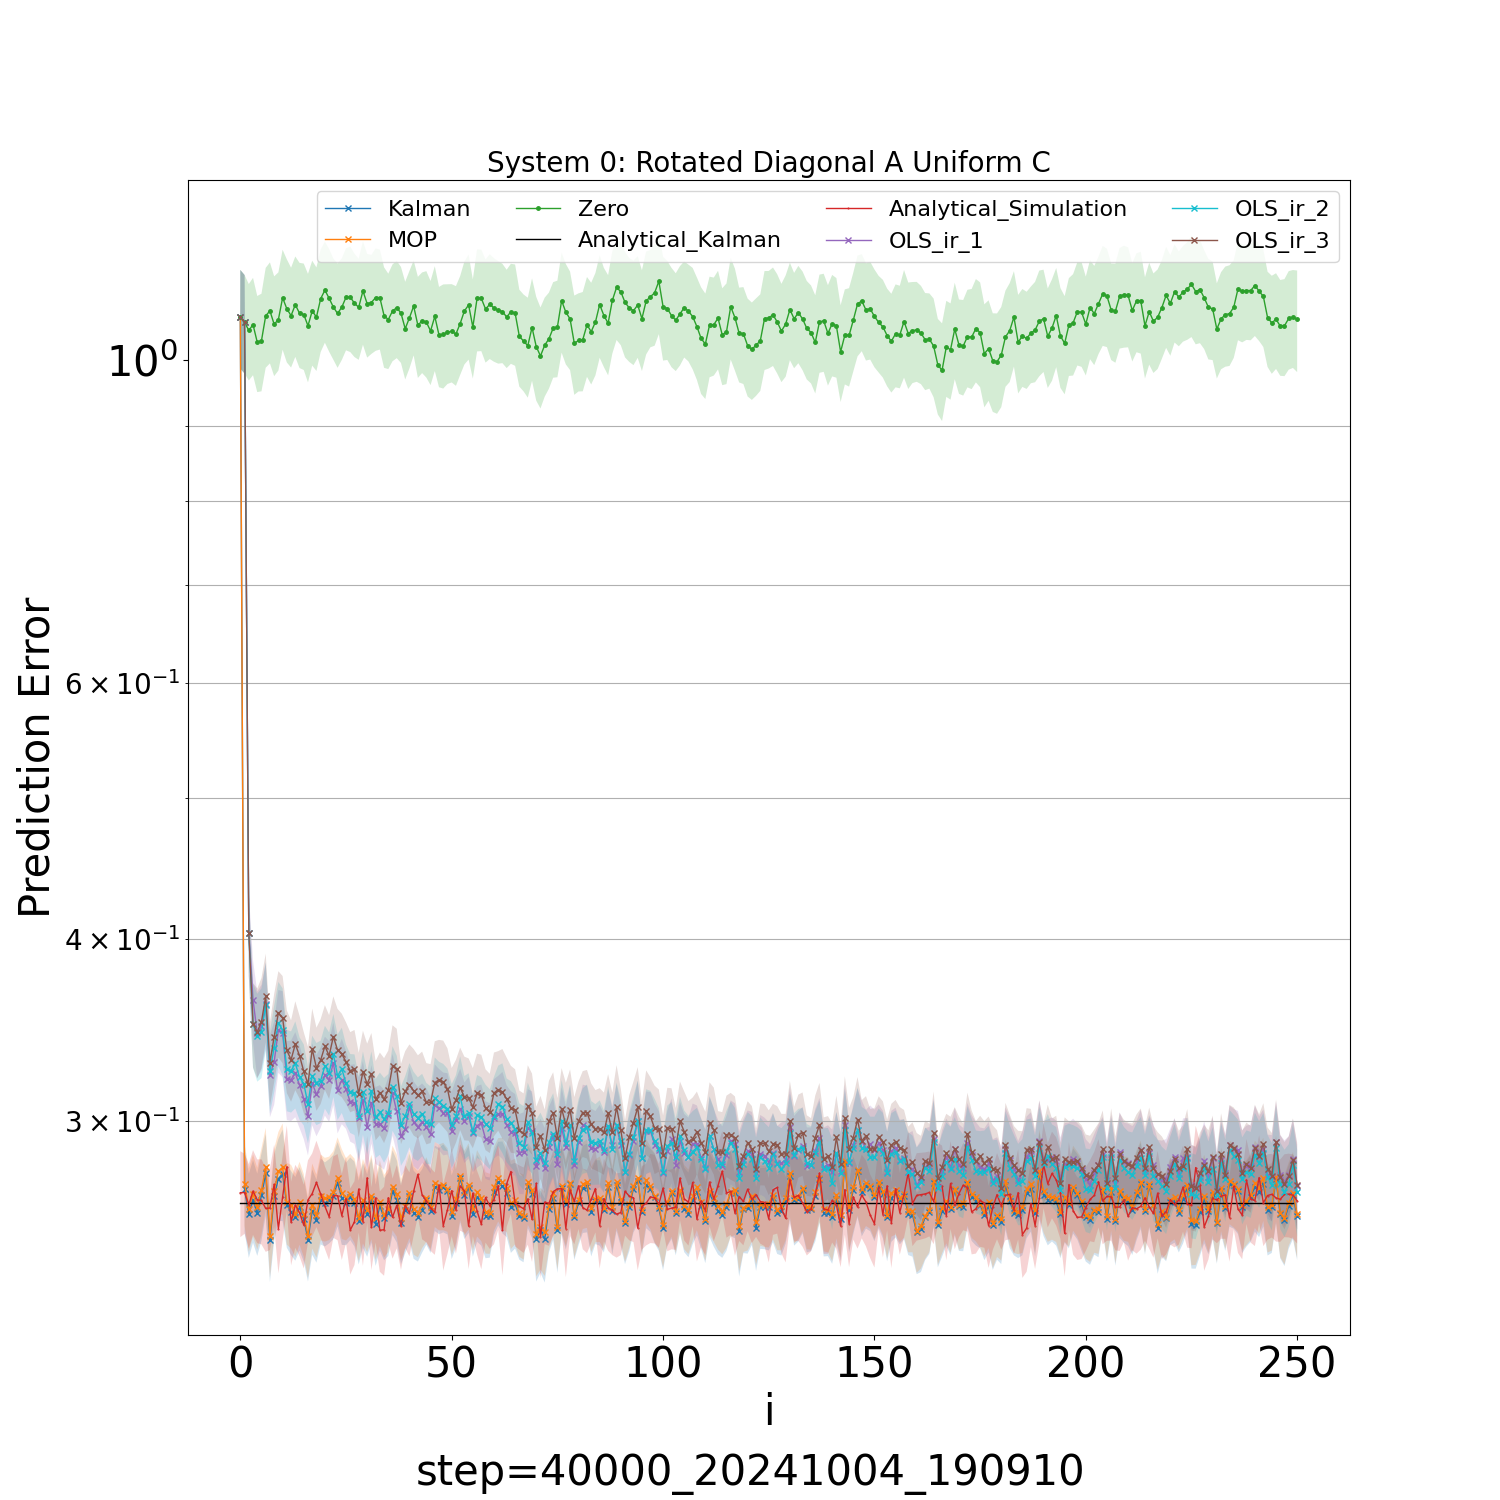 System 0: Rotated Diagonal A Uniform C
Kalman
MOP
Zero
Analytical_Kalman
Analytical_Simulation
OLS_ir_1
OLS_ir_2
OLS_ir_3
Prediction Error
10⁰
6 × 10⁻¹
4 × 10⁻¹
3 × 10⁻¹
0 50 100 150 200 250
i
step=40000_20241004_190910